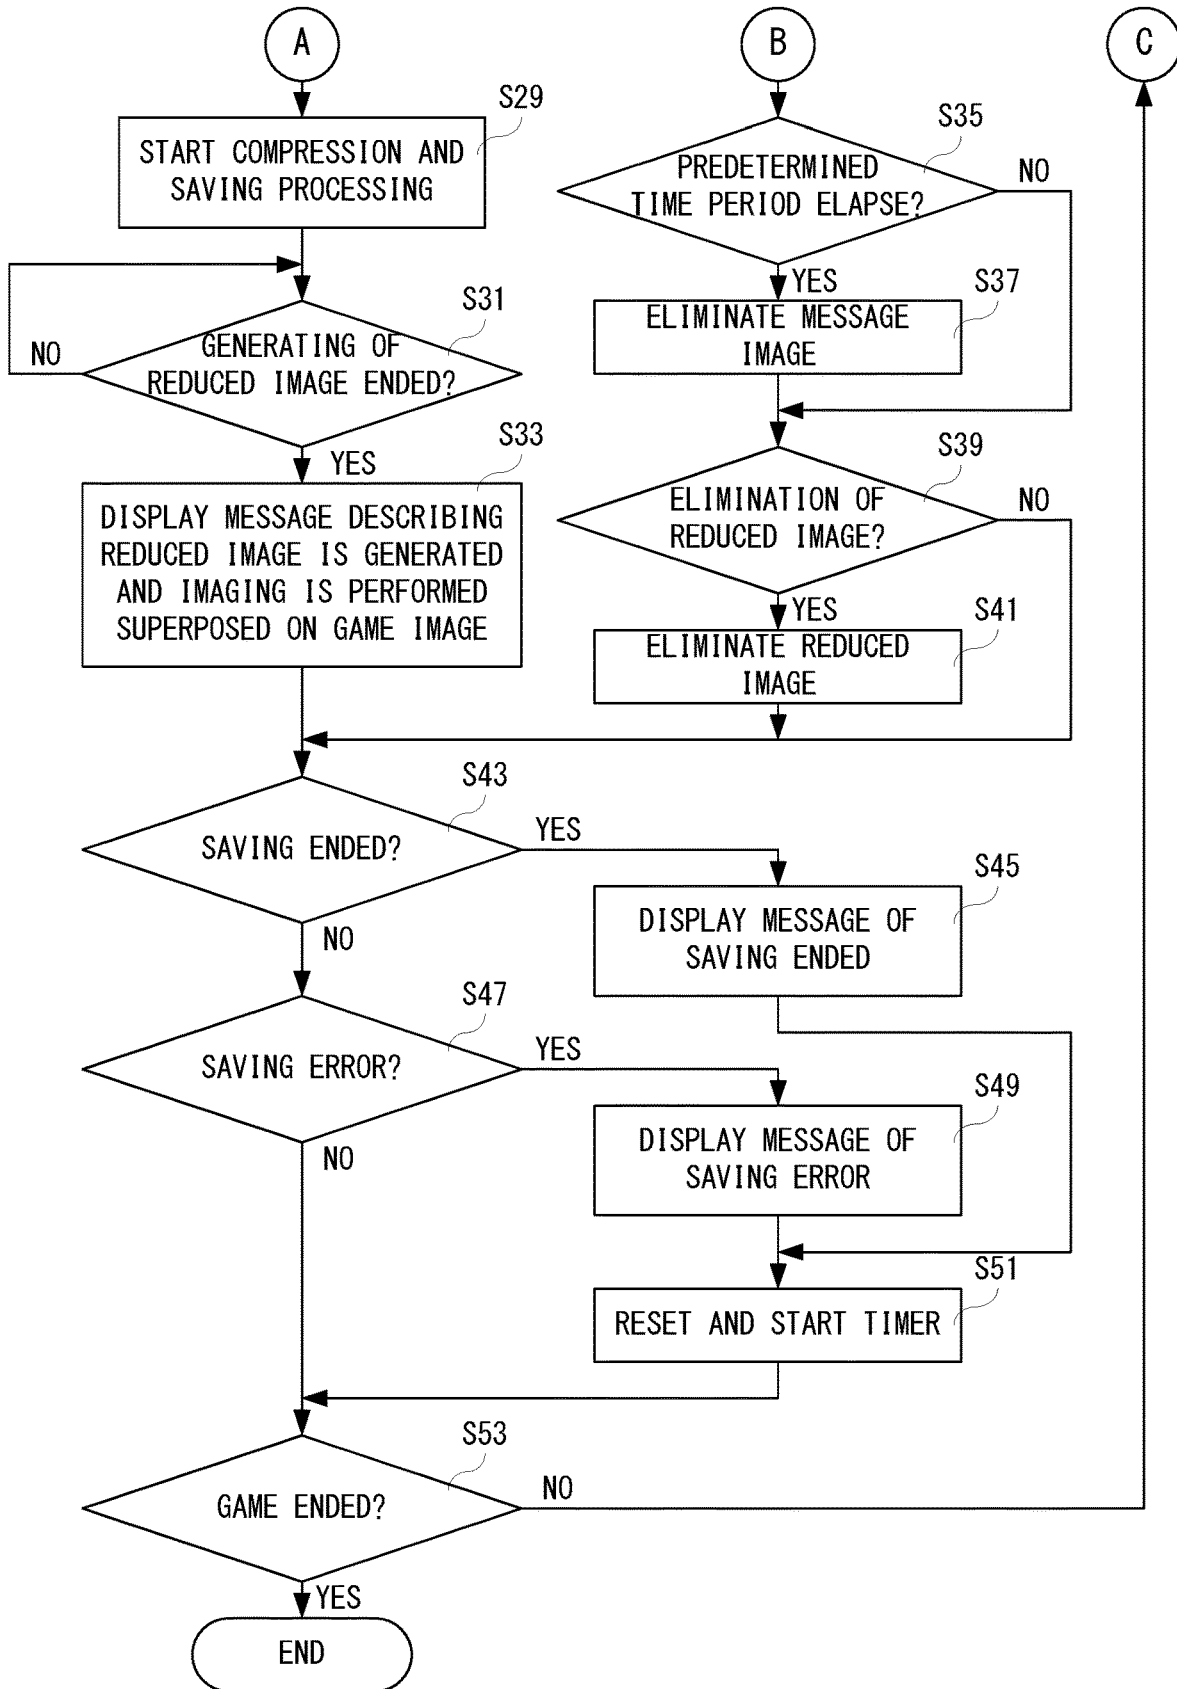 A
B
C
S29
START COMPRESSION AND
SAVING PROCESSING
S31
GENERATING OF
REDUCED IMAGE ENDED?
NO
YES
S33
DISPLAY MESSAGE DESCRIBING
REDUCED IMAGE IS GENERATED
AND IMAGING IS PERFORMED
SUPERPOSED ON GAME IMAGE
S35
PREDETERMINED
TIME PERIOD ELAPSE?
NO
YES
S37
ELIMINATE MESSAGE
IMAGE
S39
ELIMINATION OF
REDUCED IMAGE?
NO
YES
S41
ELIMINATE REDUCED
IMAGE
S43
SAVING ENDED?
YES
NO
S45
DISPLAY MESSAGE OF
SAVING ENDED
S47
SAVING ERROR?
YES
NO
S49
DISPLAY MESSAGE OF
SAVING ERROR
S51
RESET AND START TIMER
S53
GAME ENDED?
NO
YES
END